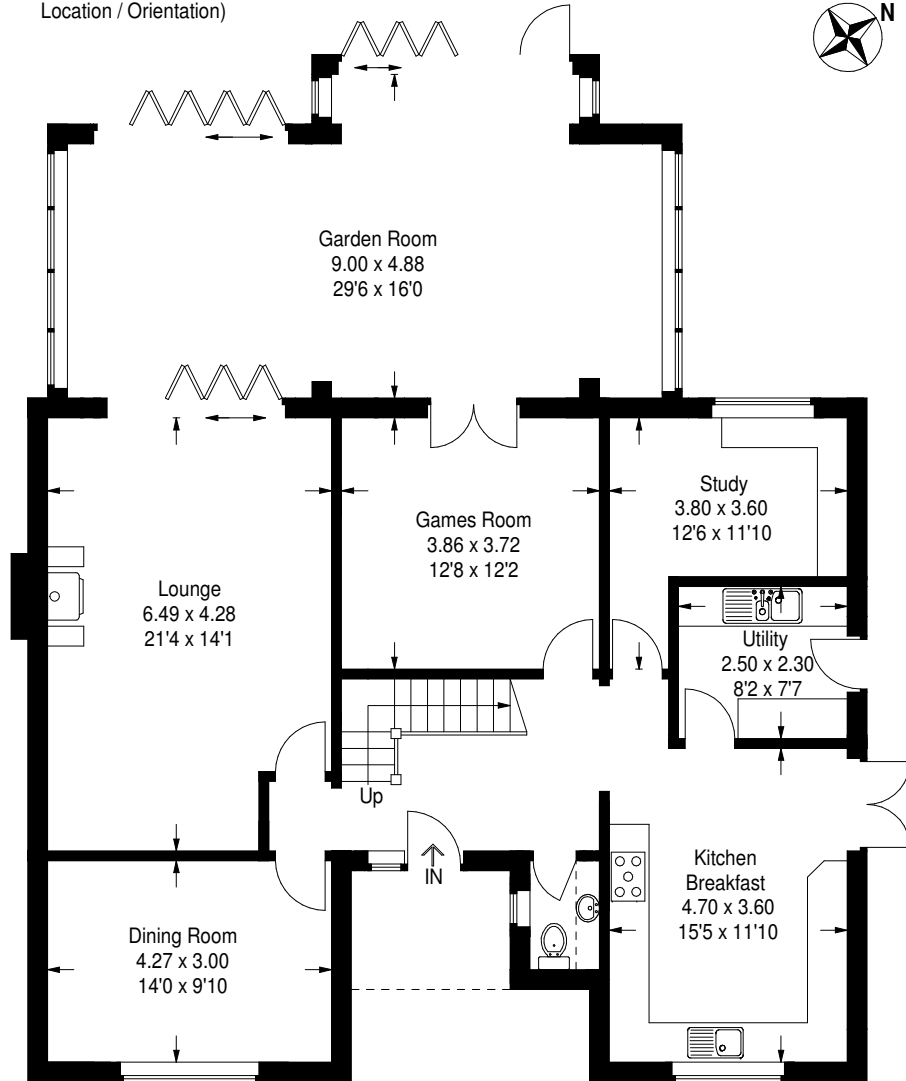 Location / Orientation)
N
Garden Room
9.00 x 4.88
29'6 x 16'0
Study
3.80 x 3.60
12'6 x 11'10
Games Room
3.86 x 3.72
12'8 x 12'2
Lounge
6.49 x 4.28
21'4 x 14'1
Utility
2.50 x 2.30
8'2 x 7'7
Up
IN
Kitchen
Breakfast
4.70 x 3.60
15'5 x 11'10
Dining Room
4.27 x 3.00
14'0 x 9'10